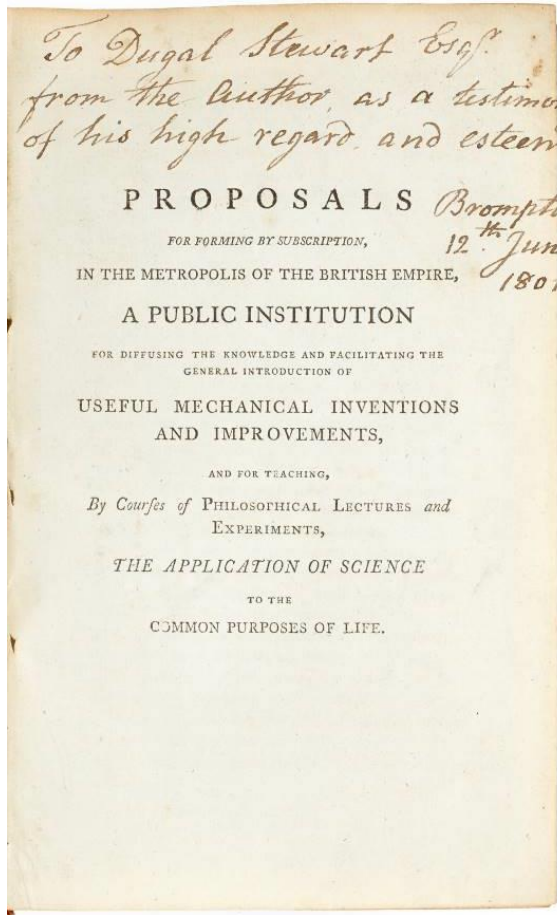 To Dugal Stewart Esqr.
from the Author, as a testimo
of his high regard, and esteem
PROPOSALS
Brompt
FOR FORMING BY SUBSCRIPTION,
12th. Jun
IN THE METROPOLIS OF THE BRITISH EMPIRE,
1801
A PUBLIC INSTITUTION
FOR DIFFUSING THE KNOWLEDGE AND FACILITATING THE
GENERAL INTRODUCTION OF
USEFUL MECHANICAL INVENTIONS
AND IMPROVEMENTS,
AND FOR TEACHING,
By Courſes of PHILOSOPHICAL LECTURES and
EXPERIMENTS,
THE APPLICATION OF SCIENCE
TO THE
COMMON PURPOSES OF LIFE.